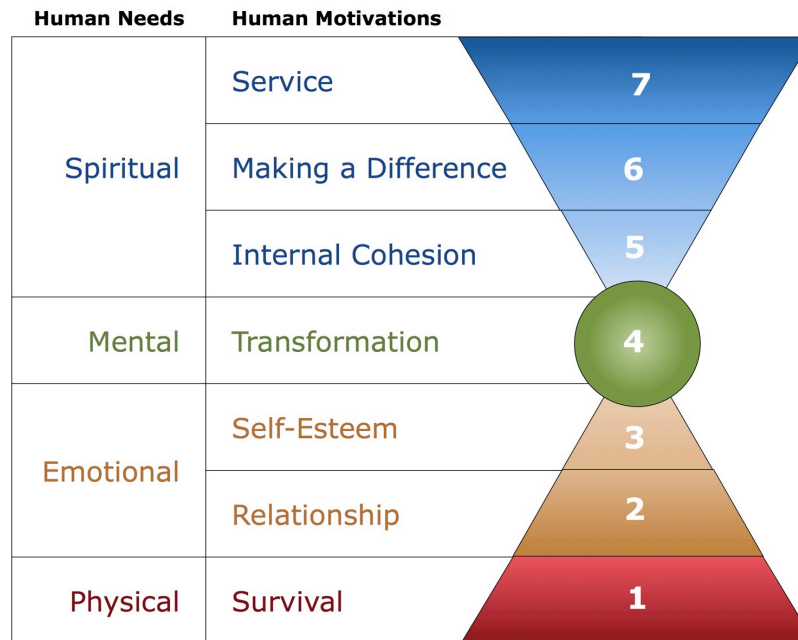 Human Needs Human Motivations
Service 7
Spiritual Making a Difference 6
Internal Cohesion 5
Mental Transformation 4
Self-Esteem 3
Emotional
Relationship 2
Physical Survival 1